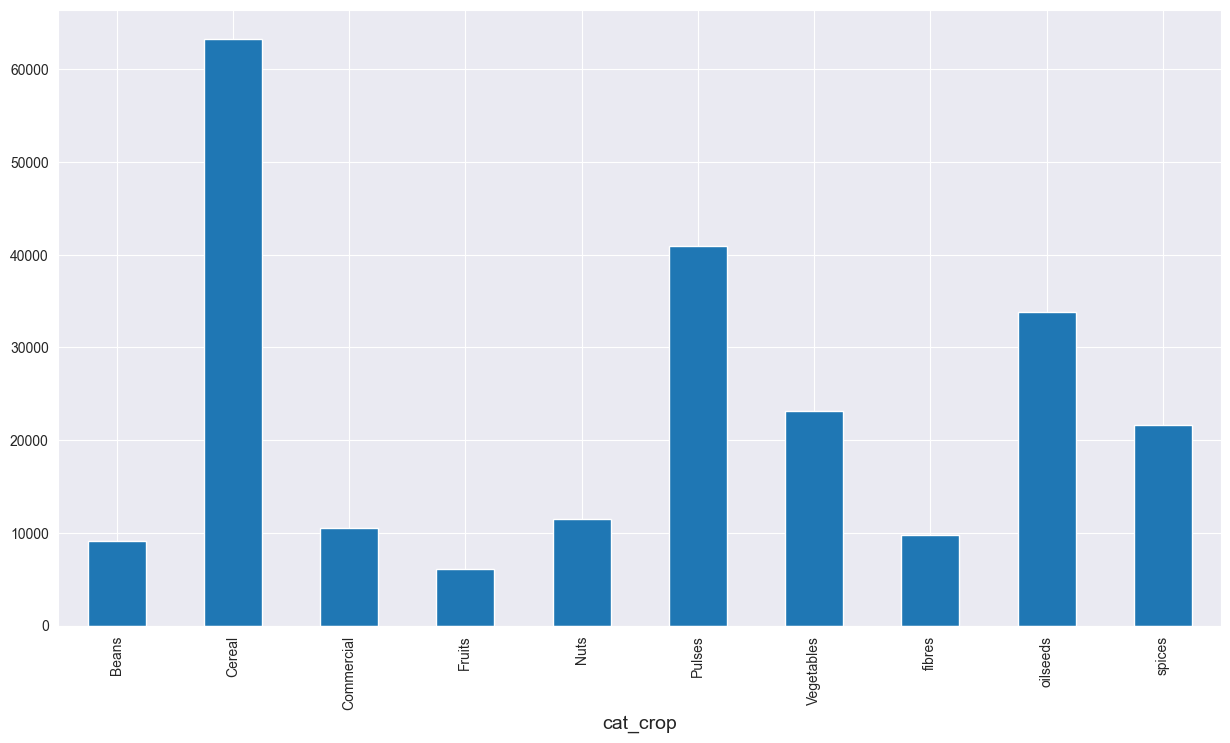 60000
50000
40000
30000
20000
10000
0
Beans
Cereal
Commercial
Fruits
Nuts
Pulses
Vegetables
fibres
oilseeds
spices
cat_crop